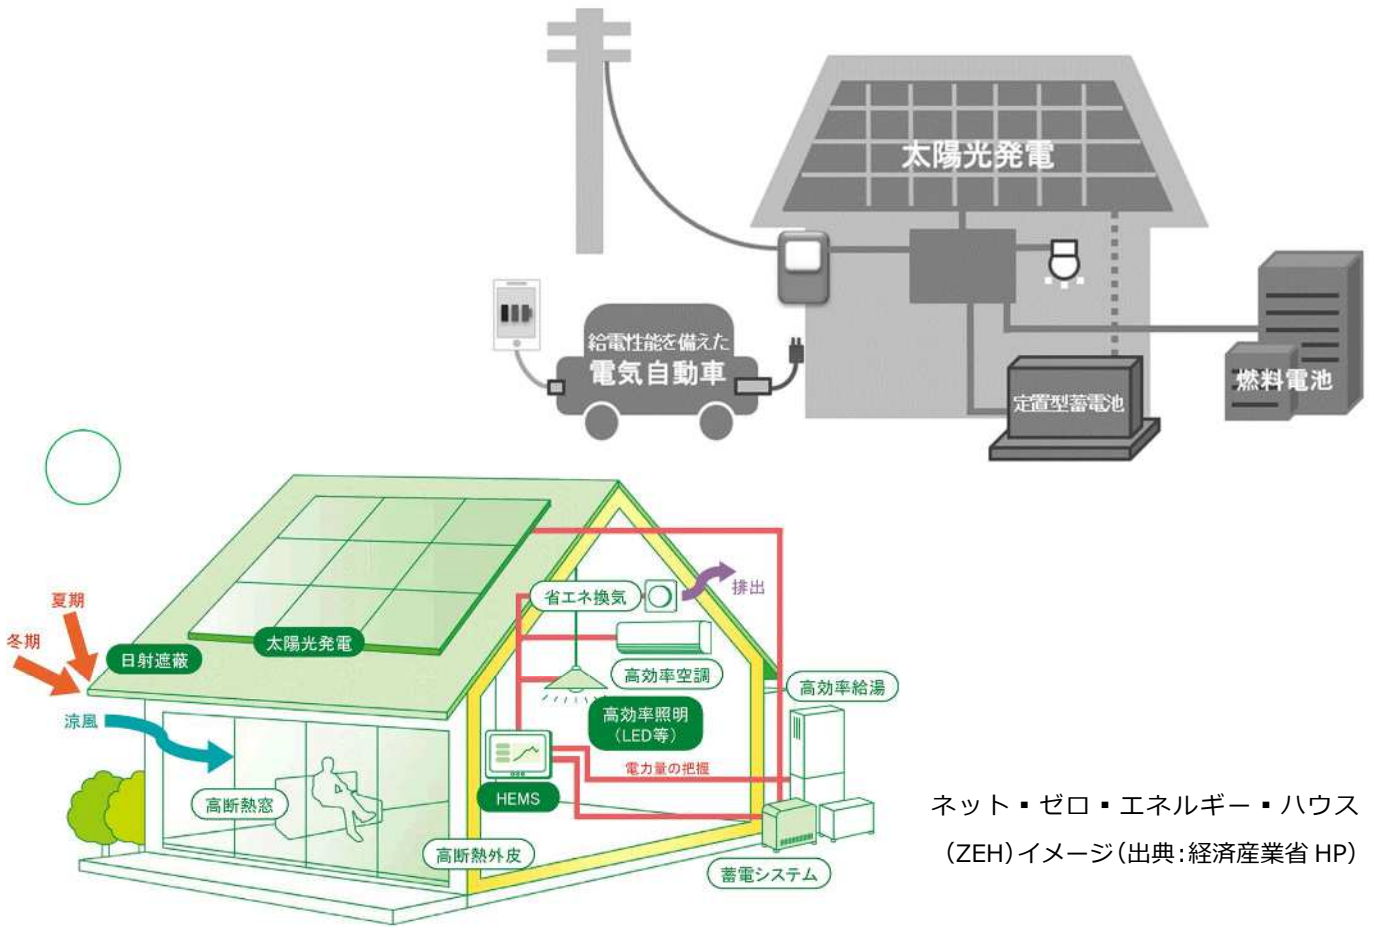 太陽光発電
給電性能を備えた
電気自動車
定置型蓄電池
燃料電池
夏期
冬期
日射遮蔽
太陽光発電
涼風
高断熱窓
省エネ換気
排出
高効率空調
高効率照明
(LED等)
高効率給湯
電力量の把握
HEMS
高断熱外皮
蓄電システム
ネット▪ゼロ▪エネルギー▪ハウス
(ZEH)イメージ(出典:経済産業省 HP)